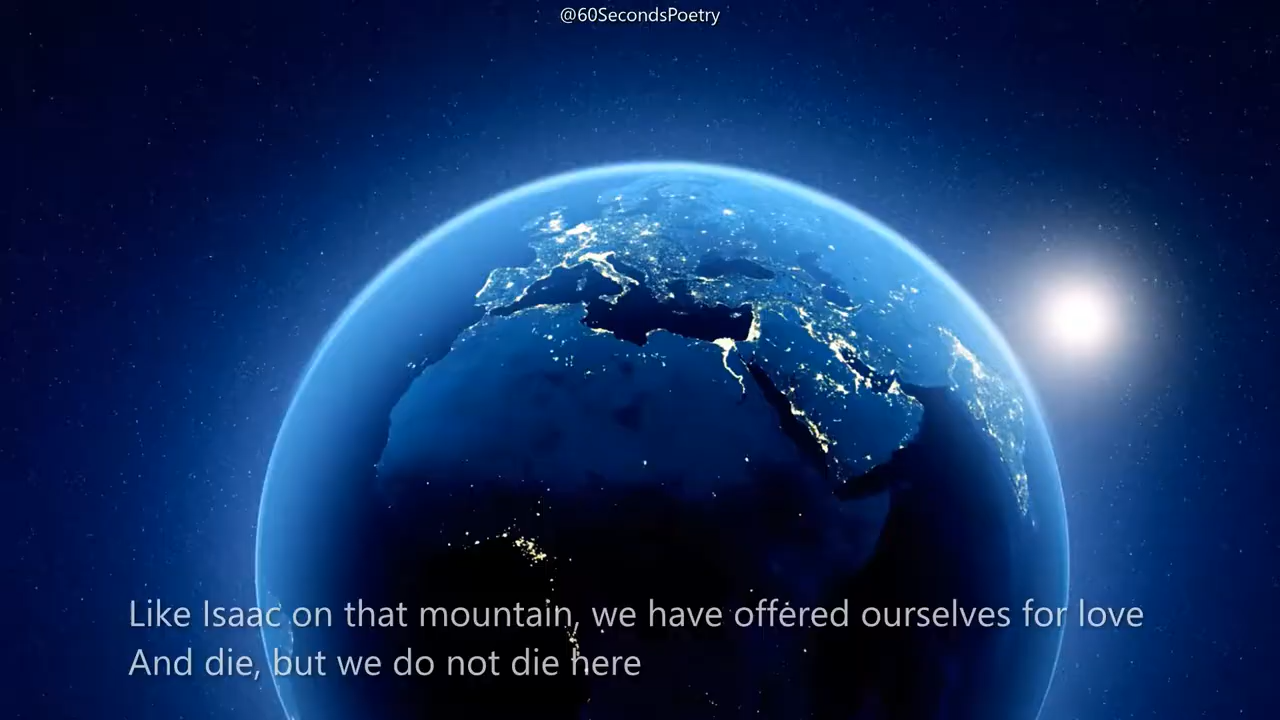 @60SecondsPoetry
Like Isaac on that mountain, we have offered ourselves for love
And die, but we do not die here